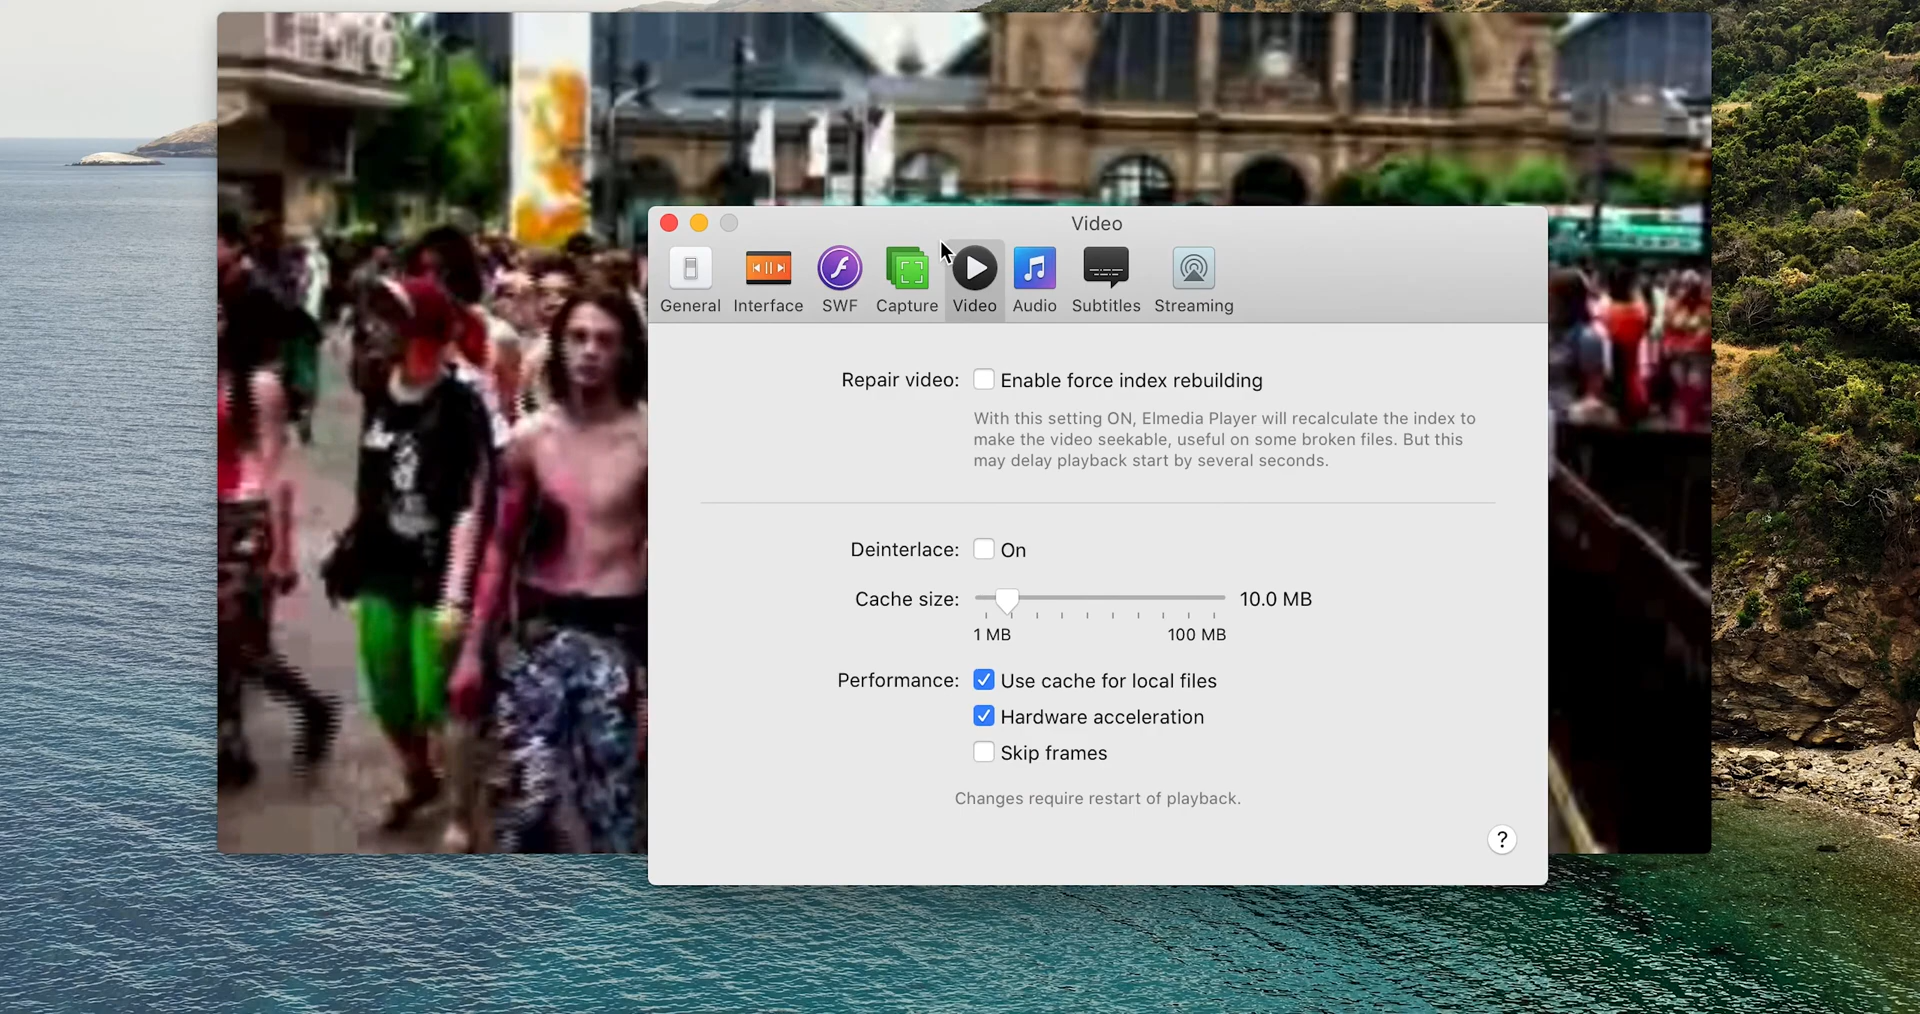 Video
General Interface SWF Capture Video Audio Subtitles Streaming
Repair video: Enable force index rebuilding
With this setting ON, Elmedia Player will recalculate the index to
make the video seekable, useful on some broken files. But this
may delay playback start by several seconds.
Deinterlace: On
Cache size: 10.0 MB
1 MB 100 MB
Performance: Use cache for local files
Hardware acceleration
Skip frames
Changes require restart of playback.
?